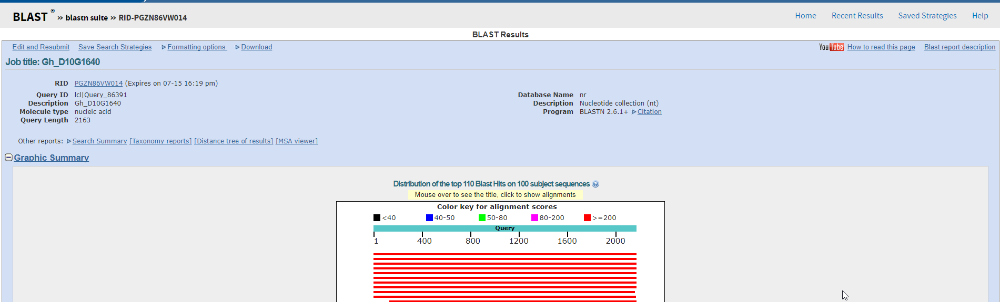 BLAST ® » blastn suite » RID-PGZN86VW014
Home Recent Results Saved Strategies Help
BLAST Results
Edit and Resubmit Save Search Strategies Formatting options Download
YouTube How to read this page Blast report description
Job title: Gh_D10G1640
RID PGZN86VW014 (Expires on 07-15 16:19 pm)
Query ID lcl|Query_86391
Description Gh_D10G1640
Molecule type nucleic acid
Query Length 2163
Database Name nr
Description Nucleotide collection (nt)
Program BLASTN 2.6.1+ Citation
Other reports: Search Summary [Taxonomy reports] [Distance tree of results] [MSA viewer]
Graphic Summary
Distribution of the top 110 Blast Hits on 100 subject sequences
Mouse over to see the title, click to show alignments
Color key for alignment scores
<40 40-50 50-80 80-200 >=200
Query
1 400 800 1200 1600 2000